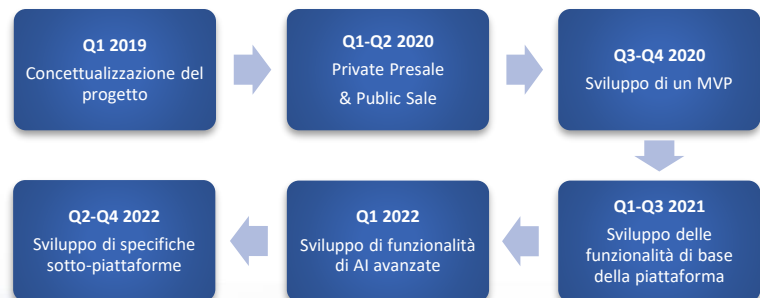 Q1 2019
Concettualizzazione del
progetto
Q1-Q2 2020
Private Presale
& Public Sale
Q3-Q4 2020
Sviluppo di un MVP
Q1-Q3 2021
Sviluppo delle
funzionalità di base
della piattaforma
Q1 2022
Sviluppo di funzionalità
di AI avanzate
Q2-Q4 2022
Sviluppo di specifiche
sotto-piattaforme